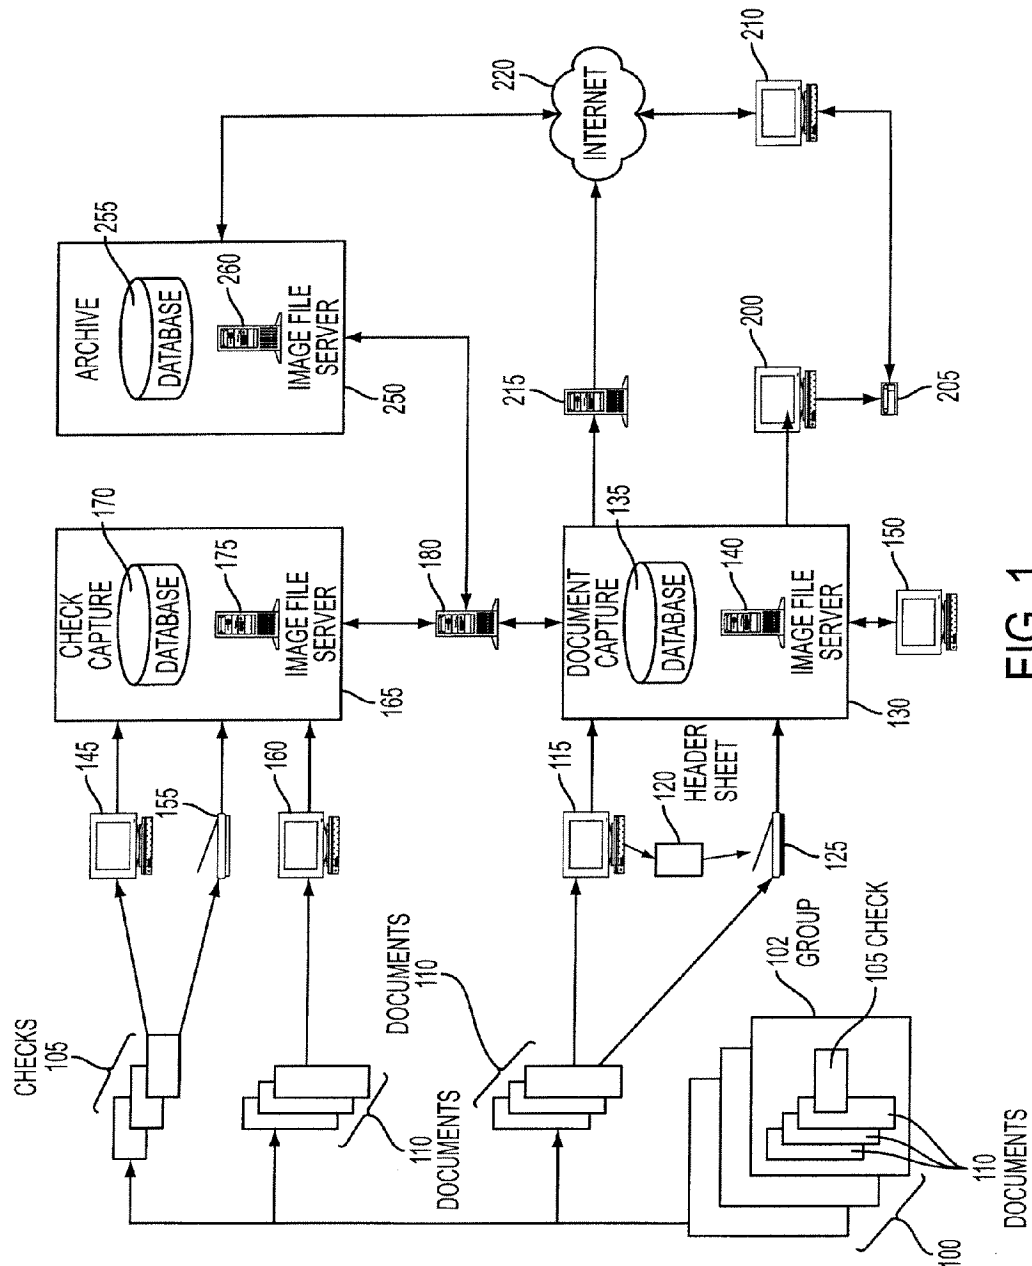 CHECKS
105
145
155
160
CHECK
CAPTURE
170
DATABASE
175
IMAGE FILE
SERVER
165
ARCHIVE
255
DATABASE
260
IMAGE FILE
SERVER
250
110
DOCUMENTS
DOCUMENTS
110
180
215
220
INTERNET
210
115
120
HEADER
SHEET
125
DOCUMENT
CAPTURE
135
DATABASE
140
IMAGE FILE
SERVER
130
150
200
205
102
GROUP
105 CHECK
100
110
DOCUMENTS
FIG. 1